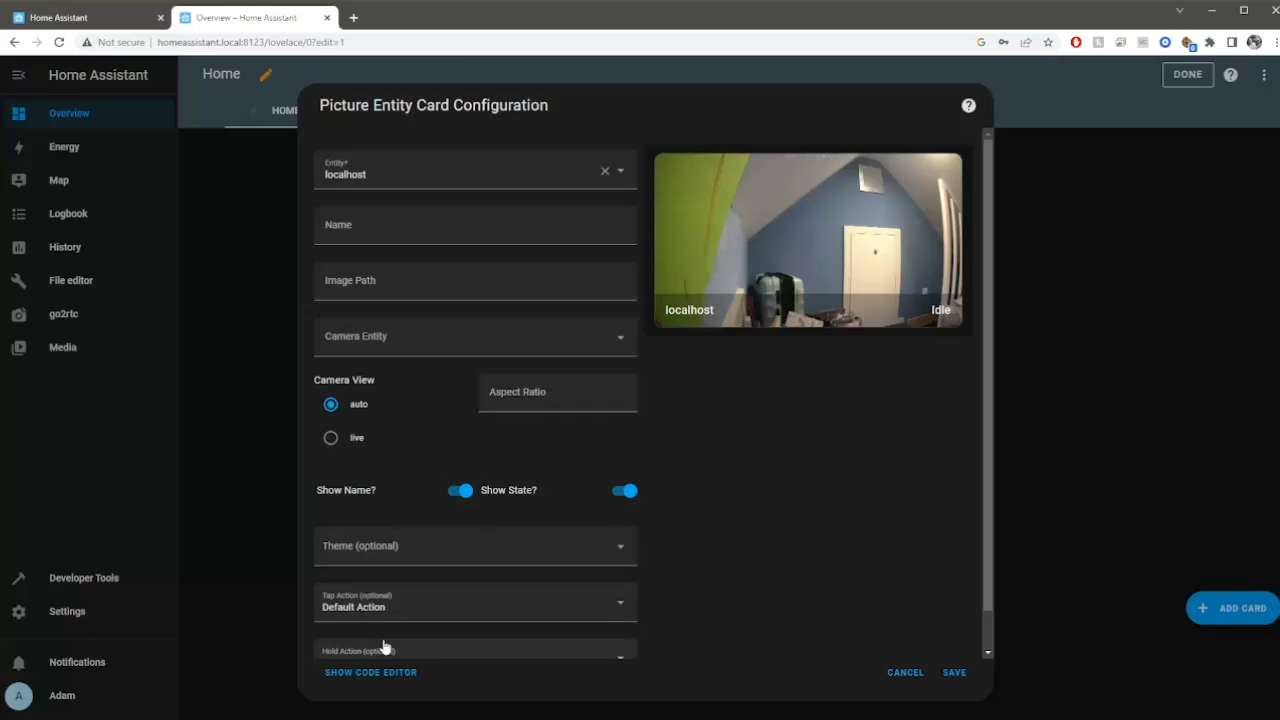 Home Assistant
Overview – Home Assistant
Not secure
homeassistant.local:8123/lovelace/0?edit=1
Home Assistant
Home
DONE
HOME
Overview
Energy
Map
Logbook
History
File editor
go2rtc
Media
Developer Tools
Settings
Notifications
A
Adam
Picture Entity Card Configuration
Entity*
localhost
Name
Image Path
Camera Entity
Camera View
auto
live
Aspect Ratio
Show Name?
Show State?
Theme (optional)
Tap Action (optional)
Default Action
Hold Action (optional)
SHOW CODE EDITOR
CANCEL
SAVE
localhost
Idle
ADD CARD